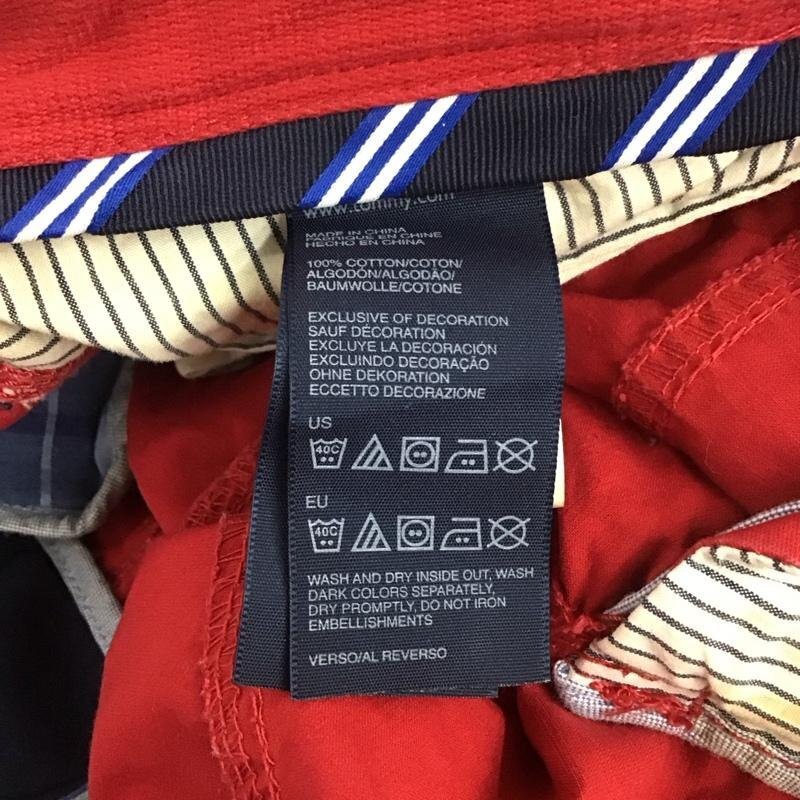 www.tommy.com
MADE IN CHINA
FABRIQUÉ EN CHINE
HECHO EN CHINA
100% COTTON/COTON/
ALGODÓN/ALGODÃO/
BAUMWOLLE/COTONE
EXCLUSIVE OF DECORATION
SAUF DÉCORATION
EXCLUYE LA DECORACIÓN
EXCLUINDO DECORAÇÃO
OHNE DEKORATION
ECCETTO DECORAZIONE
US
40C
EU
40C
WASH AND DRY INSIDE OUT, WASH
DARK COLORS SEPARATELY,
DRY PROMPTLY, DO NOT IRON
EMBELLISHMENTS
VERSO/AL REVERSO